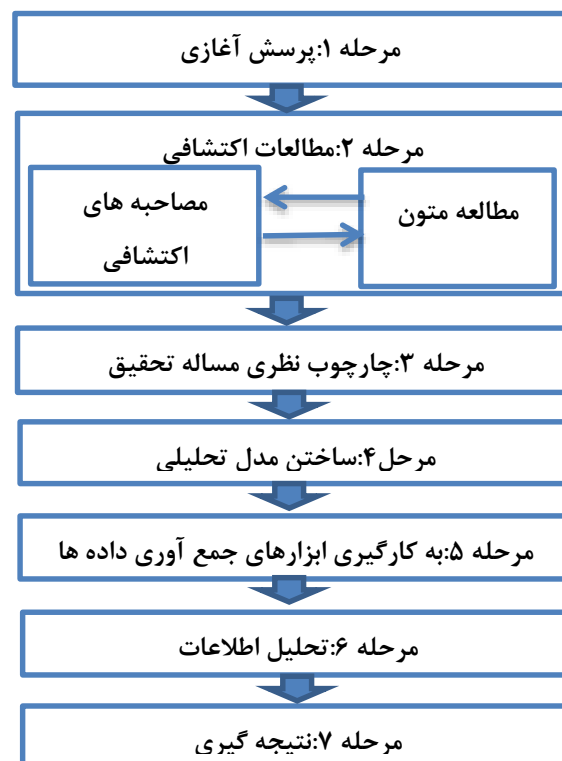 مرحله ۱:پرسش آغازی
مرحله ۲:مطالعات اکتشافی
مطالعه متون
مصاحبه های
اکتشافی
مرحله ۳:چارچوب نظری مساله تحقیق
مرحل۴:ساختن مدل تحلیلی
مرحله ۵:به کارگیری ابزارهای جمع آوری داده ها
مرحله ۶:تحلیل اطلاعات
مرحله ۷:نتیجه گیری